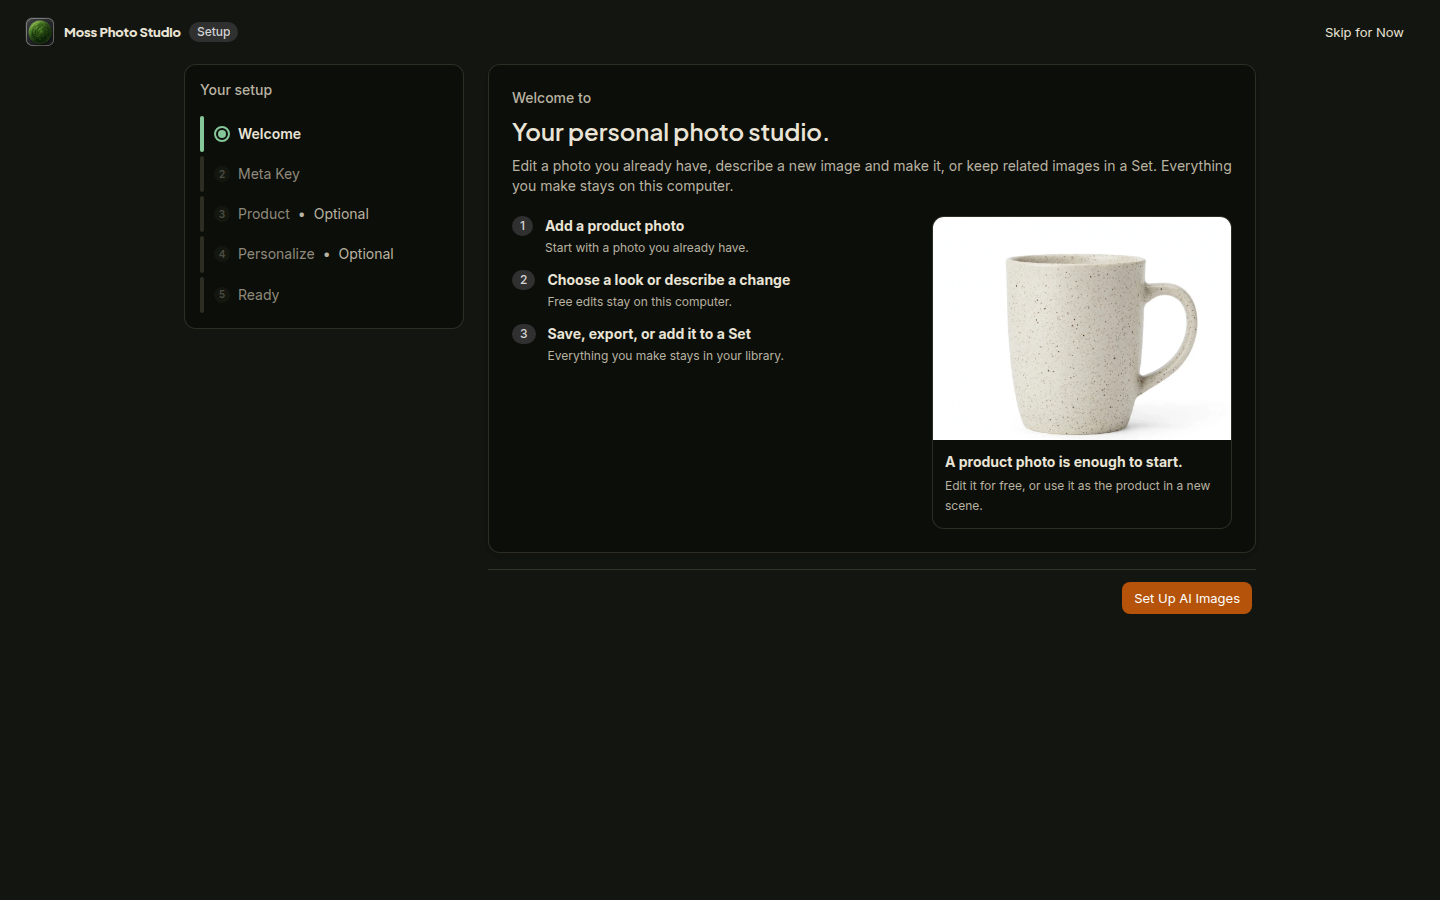 Moss Photo Studio
Setup
Skip for Now
Your setup
Welcome
2 Meta Key
3 Product • Optional
4 Personalize • Optional
5 Ready
Welcome to
Your personal photo studio.
Edit a photo you already have, describe a new image and make it, or keep related images in a Set. Everything
you make stays on this computer.
1 Add a product photo
Start with a photo you already have.
2 Choose a look or describe a change
Free edits stay on this computer.
3 Save, export, or add it to a Set
Everything you make stays in your library.
A product photo is enough to start.
Edit it for free, or use it as the product in a new
scene.
Set Up AI Images